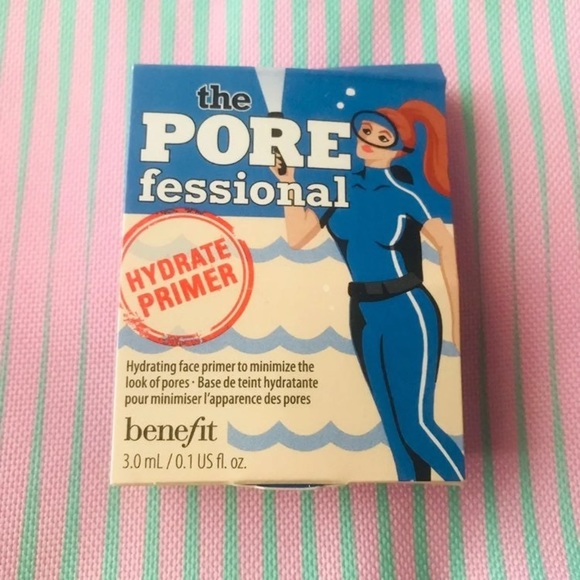 the
PORE
fessional
HYDRATE
PRIMER
Hydrating face primer to minimize the
look of pores · Base de teint hydratante
pour minimiser l'apparence des pores
benefit
3.0 mL / 0.1 US fl. oz.